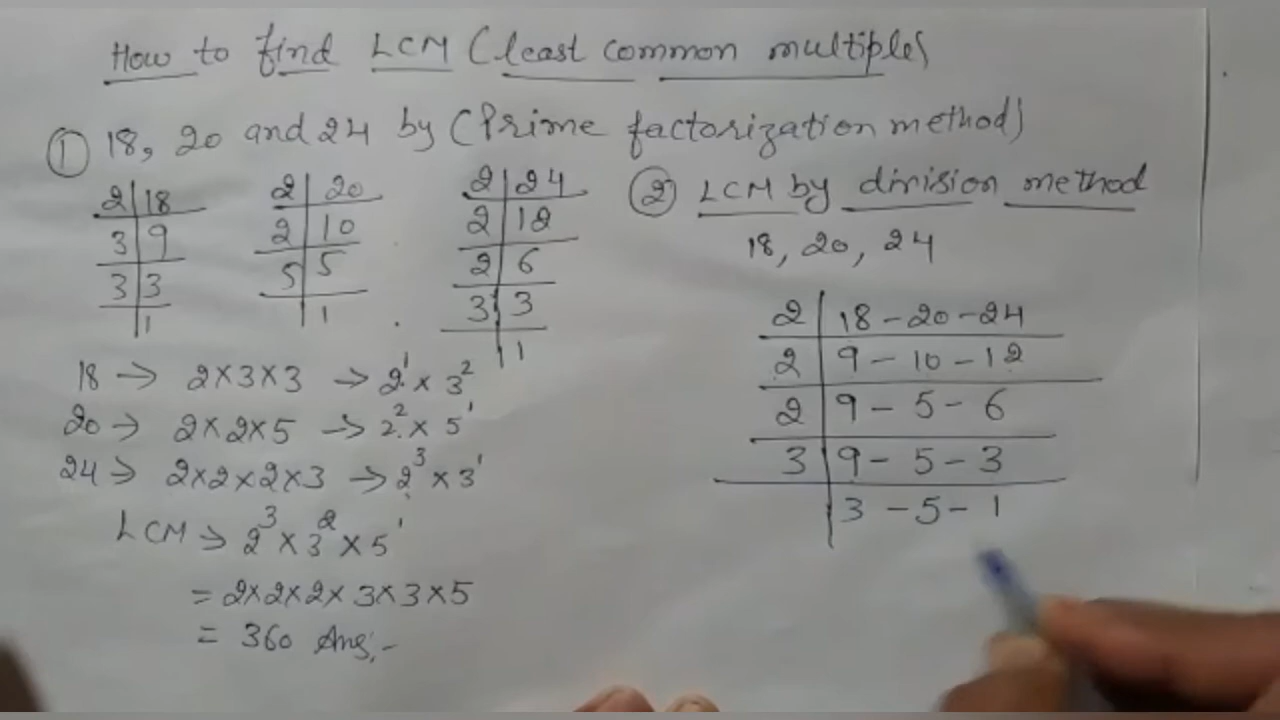 How to find LCM (least common multiples
① 18, 20 and 24 by (Prime factorization method)
2 | 18
3 | 9
3 | 3
| 1
2 | 20
2 | 10
5 | 5
| 1
2 | 24
2 | 12
2 | 6
3 | 3
| 1
18 → 2×3×3 → 2¹ × 3²
20 → 2×2×5 → 2² × 5¹
24 → 2×2×2×3 → 2³ × 3¹
LCM → 2³ × 3² × 5¹
= 2×2×2×3×3×5
= 360 Ans,-
② LCM by division method
18, 20, 24
2 | 18 - 20 - 24
2 | 9 - 10 - 12
2 | 9 - 5 - 6
3 | 9 - 5 - 3
| 3 - 5 - 1